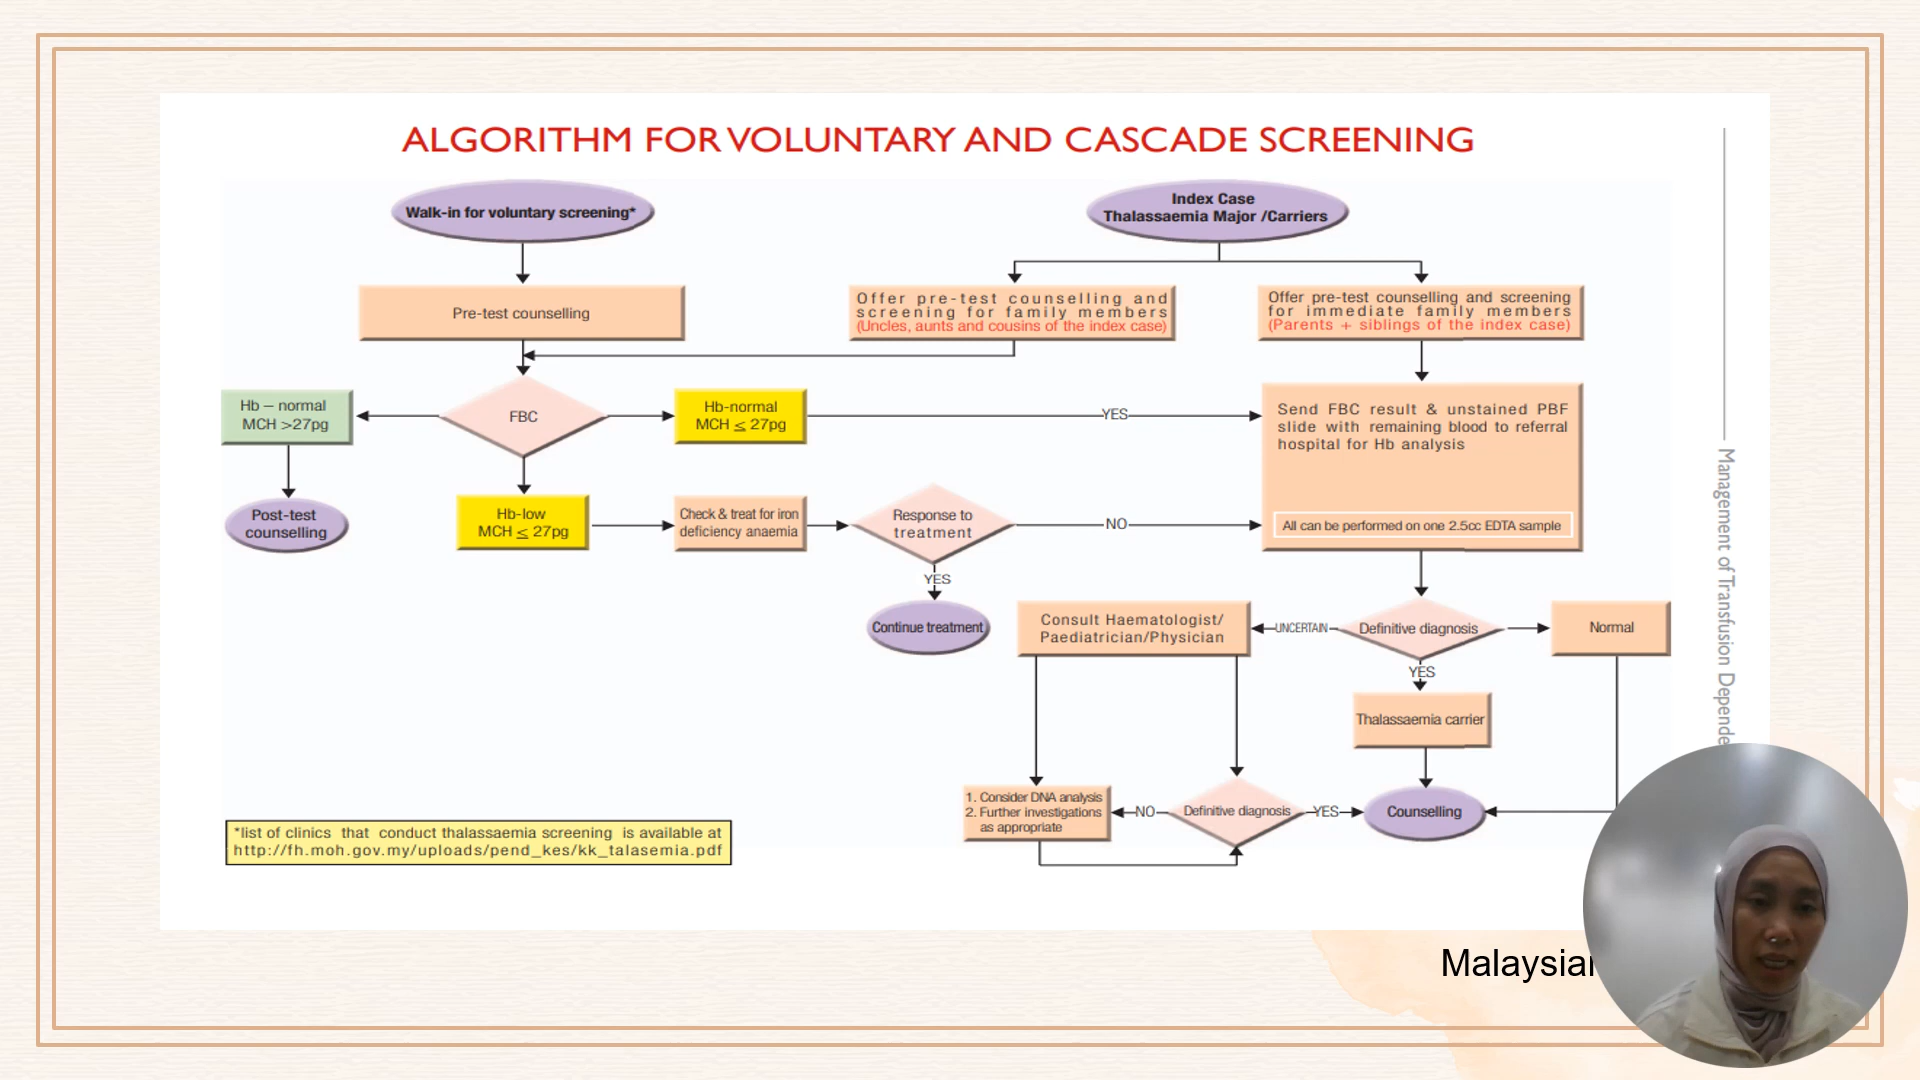 ALGORITHM FOR VOLUNTARY AND CASCADE SCREENING
Walk-in for voluntary screening*
Index Case
Thalassaemia Major /Carriers
Pre-test counselling
Offer pre-test counselling and
screening for family members
(Uncles, aunts and cousins of the index case)
Offer pre-test counselling and screening
for immediate family members
(Parents + siblings of the index case)
Hb – normal
MCH >27pg
FBC
Hb-normal
MCH ≤ 27pg
YES
Send FBC result & unstained PBF
slide with remaining blood to referral
hospital for Hb analysis
All can be performed on one 2.5cc EDTA sample
Post-test
counselling
Hb-low
MCH ≤ 27pg
Check & treat for iron
deficiency anaemia
Response to
treatment
NO
YES
Continue treatment
Consult Haematologist/
Paediatrician/Physician
UNCERTAIN
Definitive diagnosis
Normal
YES
Thalassaemia carrier
1. Consider DNA analysis
2. Further investigations
as appropriate
NO
Definitive diagnosis
YES
Counselling
*list of clinics that conduct thalassaemia screening is available at
http://fh.moh.gov.my/uploads/pend_kes/kk_talasemia.pdf
Management of Transfusion Depende
Malaysian